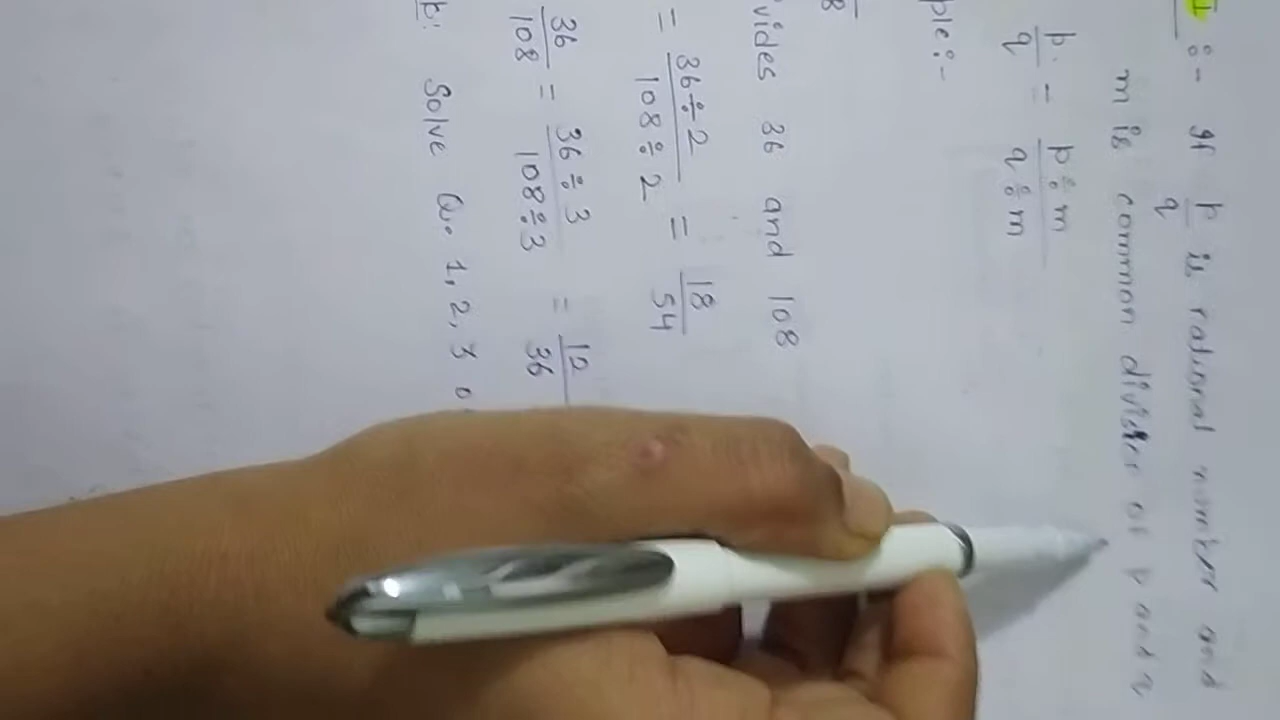 :- If p/q is rational number and
m is common divisor of p and
p/q = p÷m/q÷m
ple:-
8
vides 36 and 108
= 36÷2/108÷2 = 18/54
36/108 = 36÷3/108÷3 = 12/36
Solve Q. 1, 2, 3